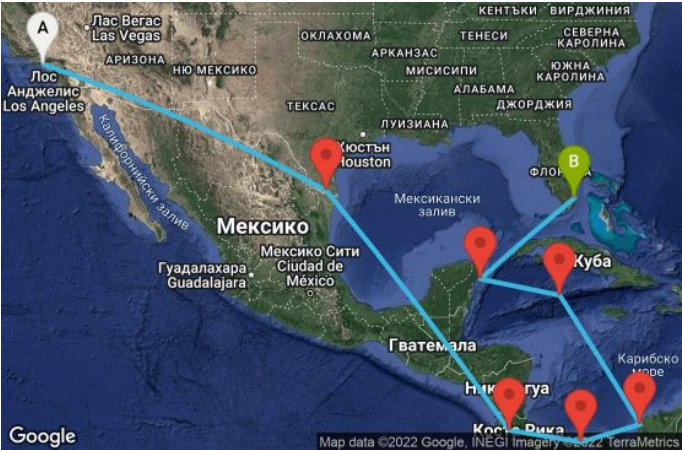 КЕНТЪКИ
ВИРДЖИНИЯ
A
Лас Вегас
Las Vegas
ОКЛАХОМА
ТЕНЕСИ
СЕВЕРНА
КАРОЛИНА
АРИЗОНА
НЮ МЕКСИКО
АРКАНЗАС
МИСИСИПИ
ЮЖНА
КАРОЛИНА
Лос
Анджелис
Los Angeles
АЛАБАМА
ТЕКСАС
ДЖОРДЖИЯ
ЛУИЗИАНА
Калифорнийски залив
Хюстън
Houston
B
Мексикански
залив
Мексико
Мексико Сити
Ciudad de
México
Гуадалахара
Guadalajara
Куба
Гватемала
Карибско
море
Коста Рика
Google
Map data ©2022 Google, INEGI Imagery ©2022 TerraMetrics